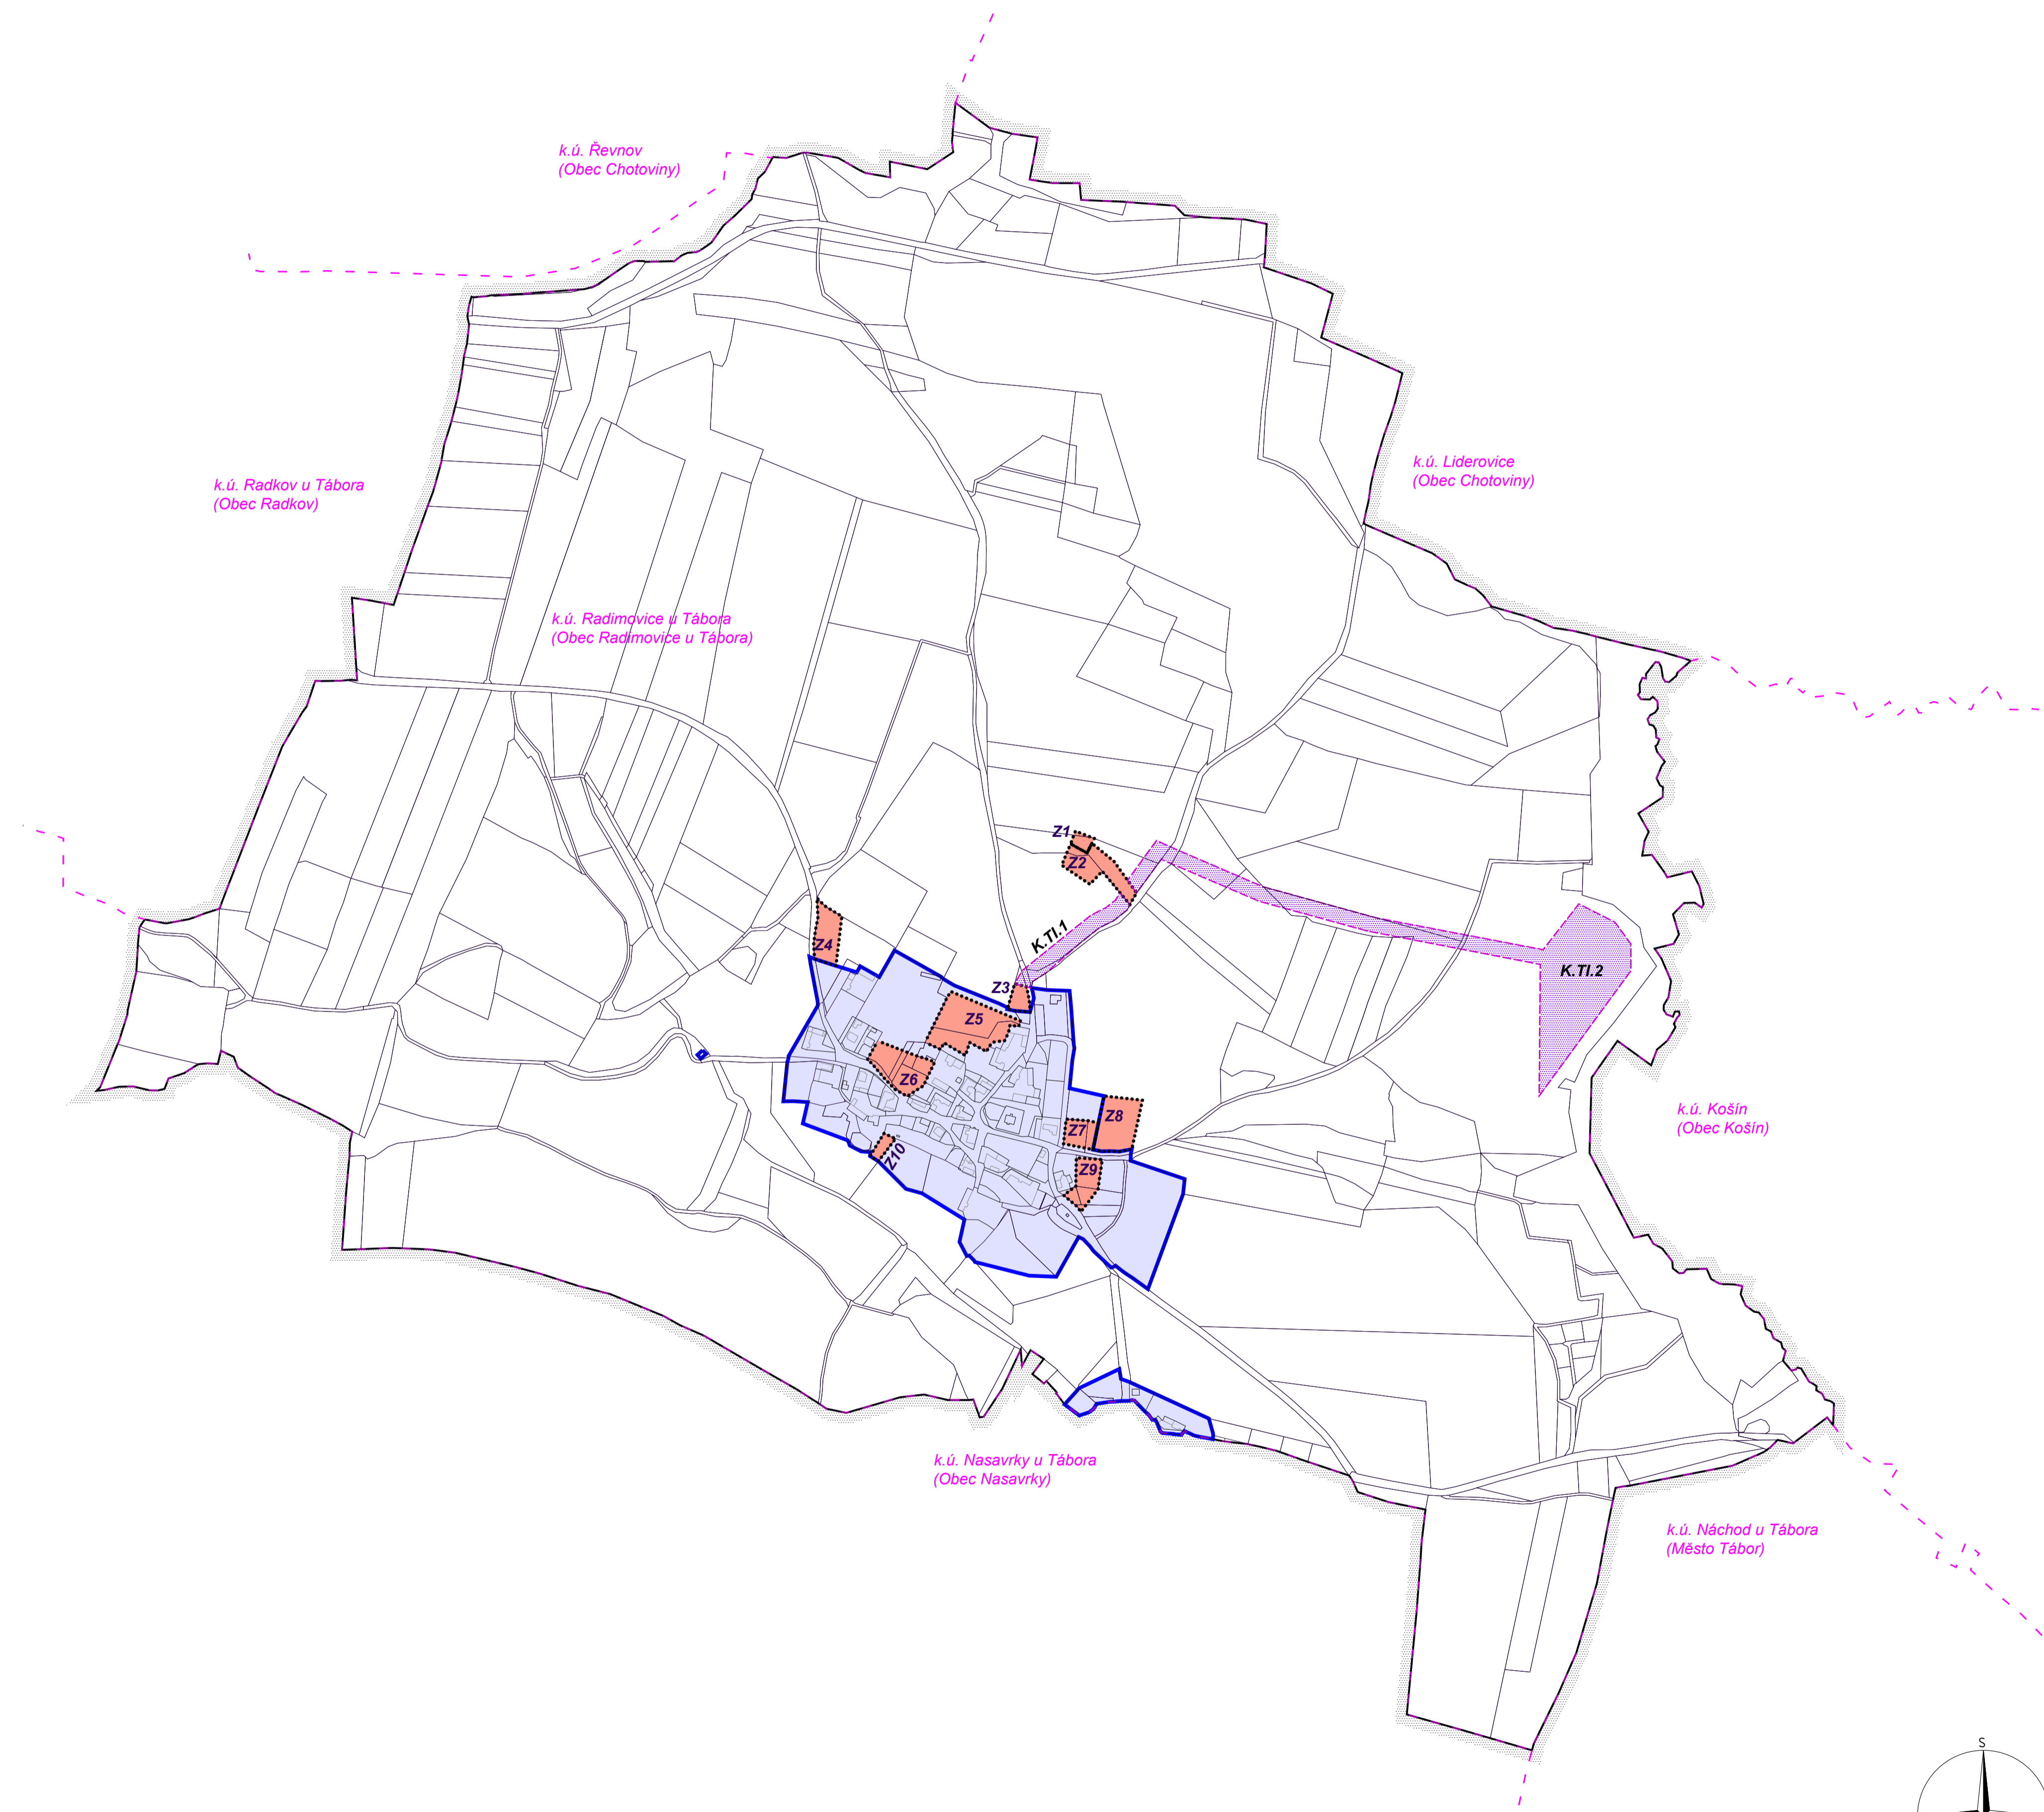 k.ú. Řevnov
(Obec Chotoviny)
k.ú. Liderovice
(Obec Chotoviny)
k.ú. Radkov u Tábora
(Obec Radkov)
k.ú. Radimovice u Tábora
(Obec Radimovice u Tábora)
Z1
Z2
K.TI.1
Z4
K.TI.2
Z3
Z5
Z6
Z8
Z7
Z10
Z9
k.ú. Košín
(Obec Košín)
k.ú. Nasavrky u Tábora
(Obec Nasavrky)
k.ú. Náchod u Tábora
(Město Tábor)
S